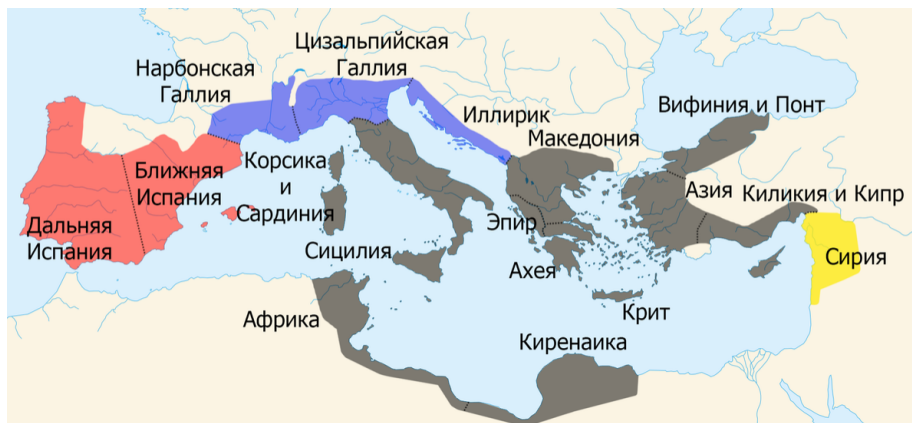 Цизальпийская
Галлия
Нарбонская
Галлия
Иллирик
Македония
Вифиния и Понт
Ближняя
Испания
Корсика
и
Сардиния
Дальняя
Испания
Эпир
Азия
Киликия и Кипр
Сицилия
Ахея
Сирия
Африка
Крит
Киренаика